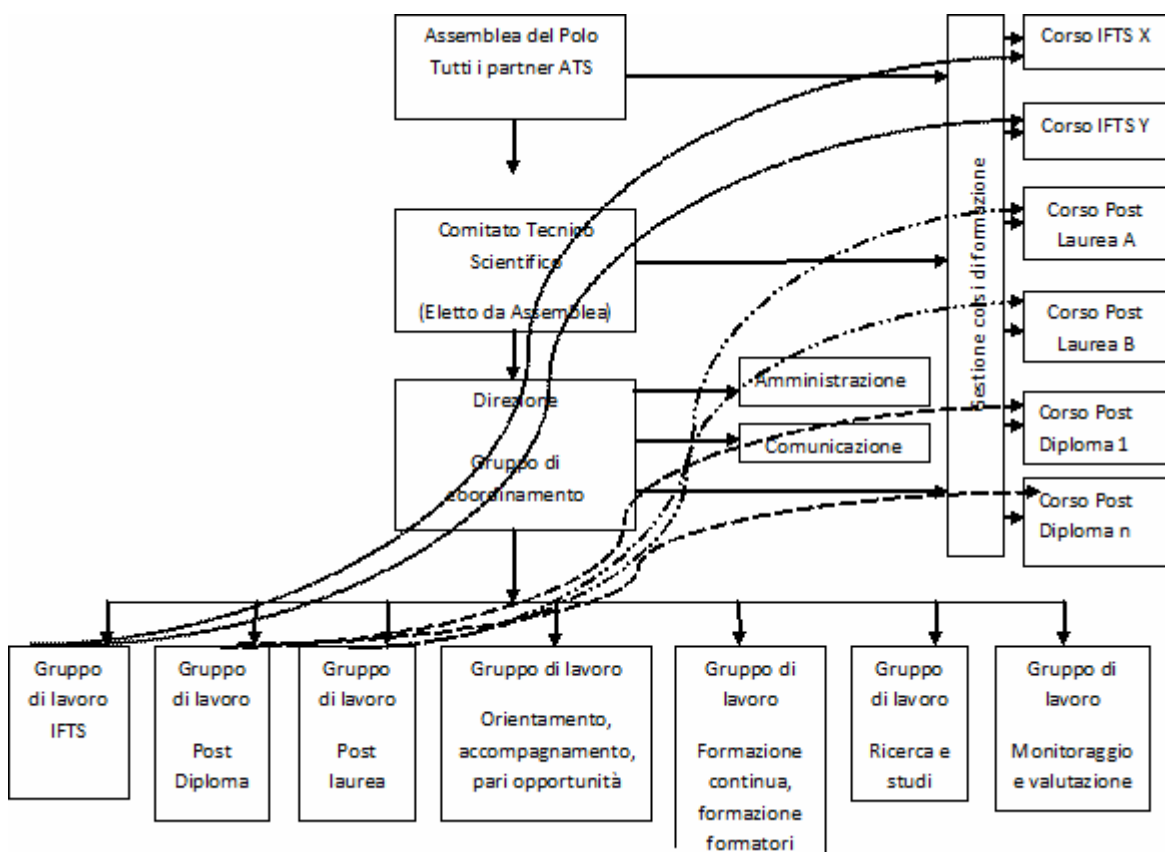 Assemblea del Polo
Tutti i partner ATS
Comitato Tecnico
Scientifico
(Eletto da Assemblea)
Direzione
Gruppo di
coordinamento
Amministrazione
Comunicazione
Gestione corsi di formazione
Corso IFTS X
Corso IFTS Y
Corso Post
Laurea A
Corso Post
Laurea B
Corso Post
Diploma 1
Corso Post
Diploma n
Gruppo
di lavoro
IFTS
Gruppo
di lavoro
Post
Diploma
Gruppo
di lavoro
Post
laurea
Gruppo di lavoro
Orientamento,
accompagnamento,
pari opportunità
Gruppo di
lavoro
Formazione
continua,
formazione
formatori
Gruppo di
lavoro
Ricerca e
studi
Gruppo di
lavoro
Monitoraggio
e valutazione